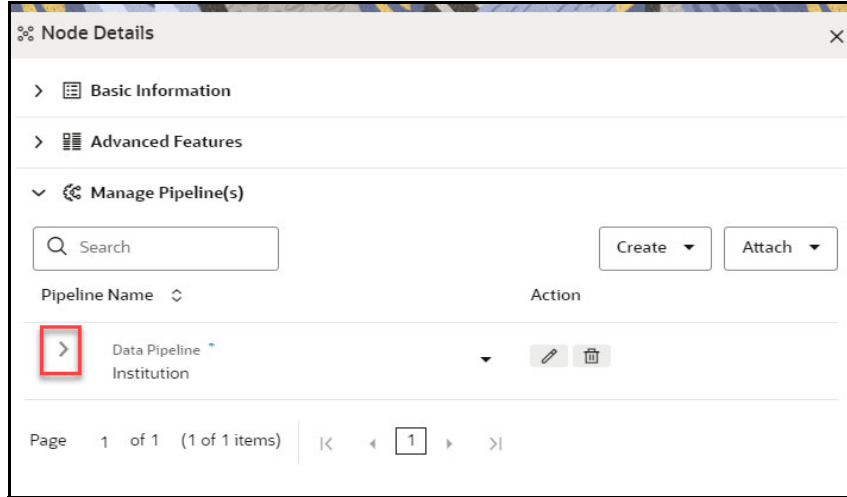 Node Details
Basic Information
Advanced Features
Manage Pipeline(s)
Search
Create
Attach
Pipeline Name
Action
Data Pipeline
Institution
Page 1 of 1 (1 of 1 items) 1